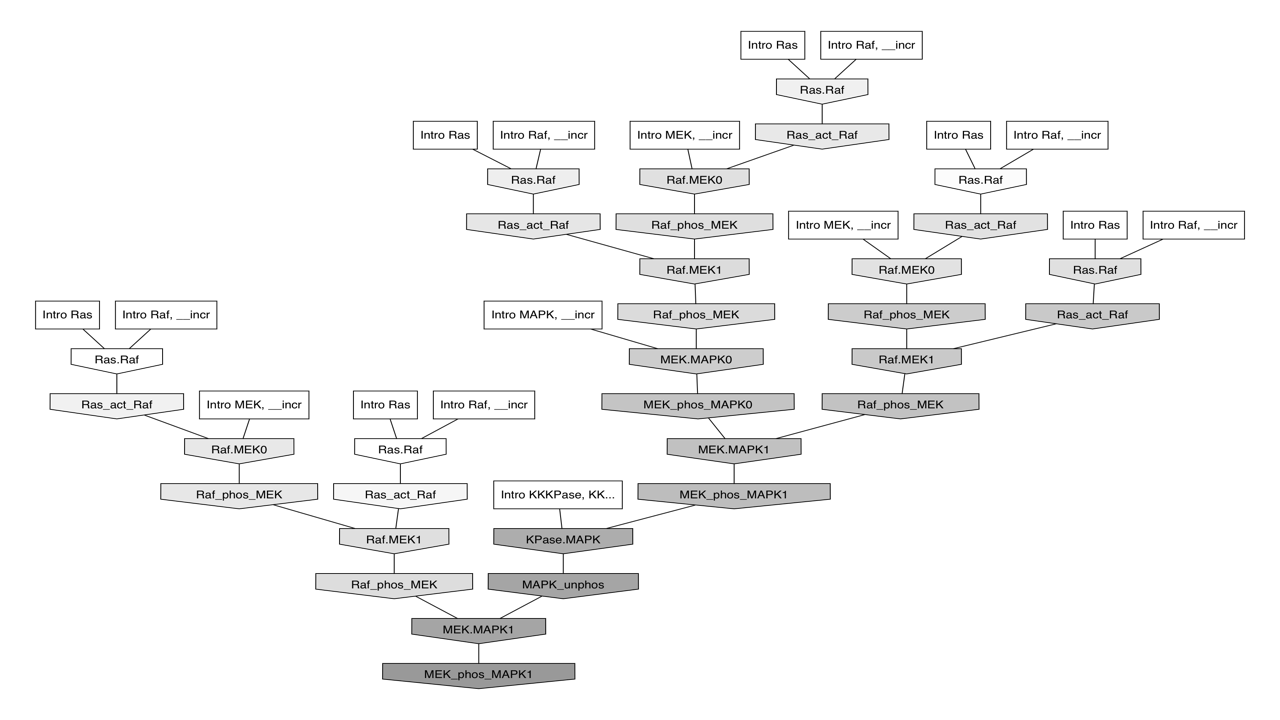 Intro Ras
Intro Raf, __incr
Ras.Raf
Intro Ras
Intro Raf, __incr
Intro MEK, __incr
Ras_act_Raf
Intro Ras
Intro Raf, __incr
Ras.Raf
Raf.MEK0
Ras.Raf
Ras_act_Raf
Raf_phos_MEK
Intro MEK, __incr
Ras_act_Raf
Intro Ras
Intro Raf, __incr
Raf.MEK1
Raf.MEK0
Ras.Raf
Intro Ras
Intro Raf, __incr
Intro MAPK, __incr
Raf_phos_MEK
Raf_phos_MEK
Ras_act_Raf
Ras.Raf
MEK.MAPK0
Raf.MEK1
Ras_act_Raf
Intro MEK, __incr
Intro Ras
Intro Raf, __incr
MEK_phos_MAPK0
Raf_phos_MEK
Raf.MEK0
Ras.Raf
MEK.MAPK1
Raf_phos_MEK
Ras_act_Raf
Intro KKKPase, KK...
MEK_phos_MAPK1
Raf.MEK1
KPase.MAPK
Raf_phos_MEK
MAPK_unphos
MEK.MAPK1
MEK_phos_MAPK1